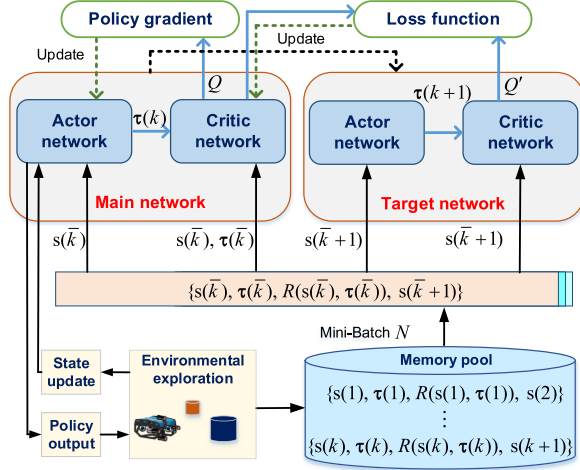 Policy gradient
Loss function
Update
Update
Q
Q′
Actor
network
τ(k)
Critic
network
Actor
network
τ(k+1)
Critic
network
Main network
Target network
s(k̅)
s(k̅), τ(k̅)
s(k̅+1)
s(k̅+1)
{s(k̅), τ(k̅), R(s(k̅), τ(k̅)), s(k̅+1)}
Mini-Batch N
State
update
Environmental
exploration
Policy
output
Memory pool
{s(1), τ(1), R(s(1), τ(1)), s(2)}
⋮
{s(k), τ(k), R(s(k), τ(k)), s(k+1)}